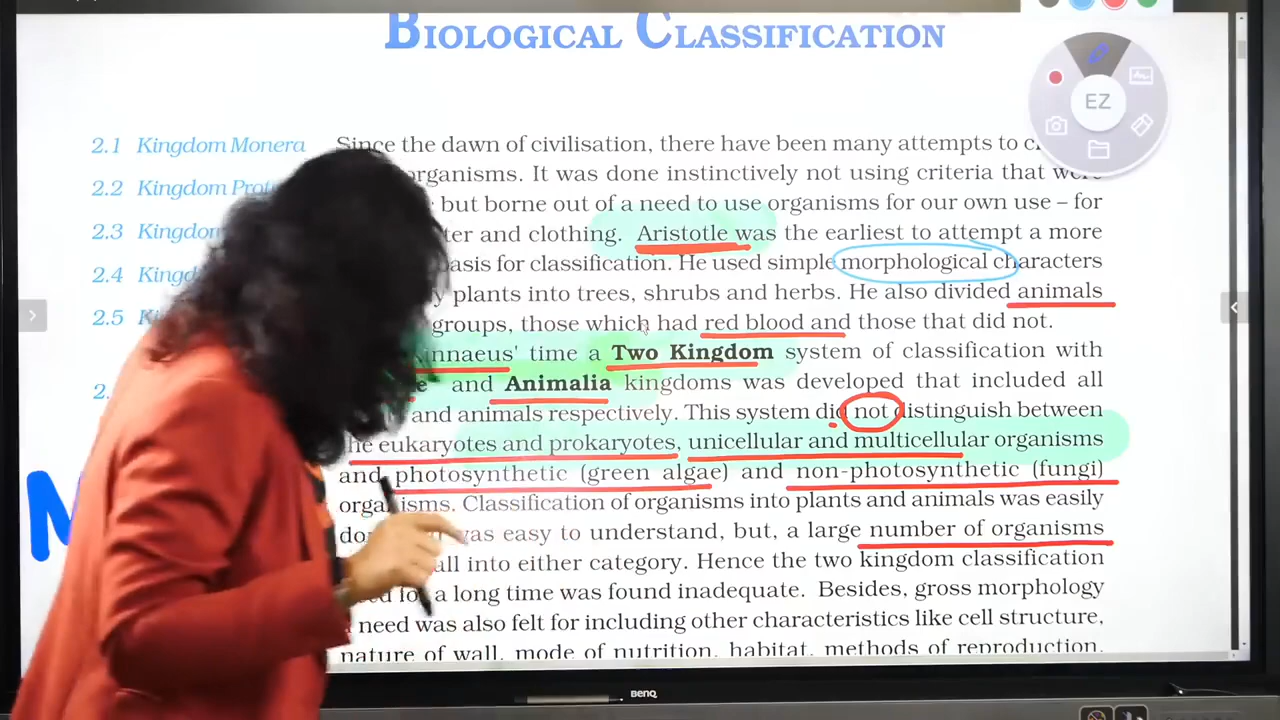 BIOLOGICAL CLASSIFICATION
EZ
2.1 Kingdom Monera
2.2 Kingdom
2.3
2.4
2.5
2.
Since the dawn of civilisation, there have been many attempts to
organisms. It was done instinctively not using criteria that were
but borne out of a need to use organisms for our own use – for
and clothing. Aristotle was the earliest to attempt a more
basis for classification. He used simple morphological characters
plants into trees, shrubs and herbs. He also divided animals
groups, those which had red blood and those that did not.
Linnaeus' time a Two Kingdom system of classification with
and Animalia kingdoms was developed that included all
and animals respectively. This system did not distinguish between
the eukaryotes and prokaryotes, unicellular and multicellular organisms
and photosynthetic (green algae) and non-photosynthetic (fungi)
organisms. Classification of organisms into plants and animals was easily
was easy to understand, but, a large number of organisms
fall into either category. Hence the two kingdom classification
for a long time was found inadequate. Besides, gross morphology
need was also felt for including other characteristics like cell structure,
nature of wall, mode of nutrition, habitat, methods of reproduction,
BENQ